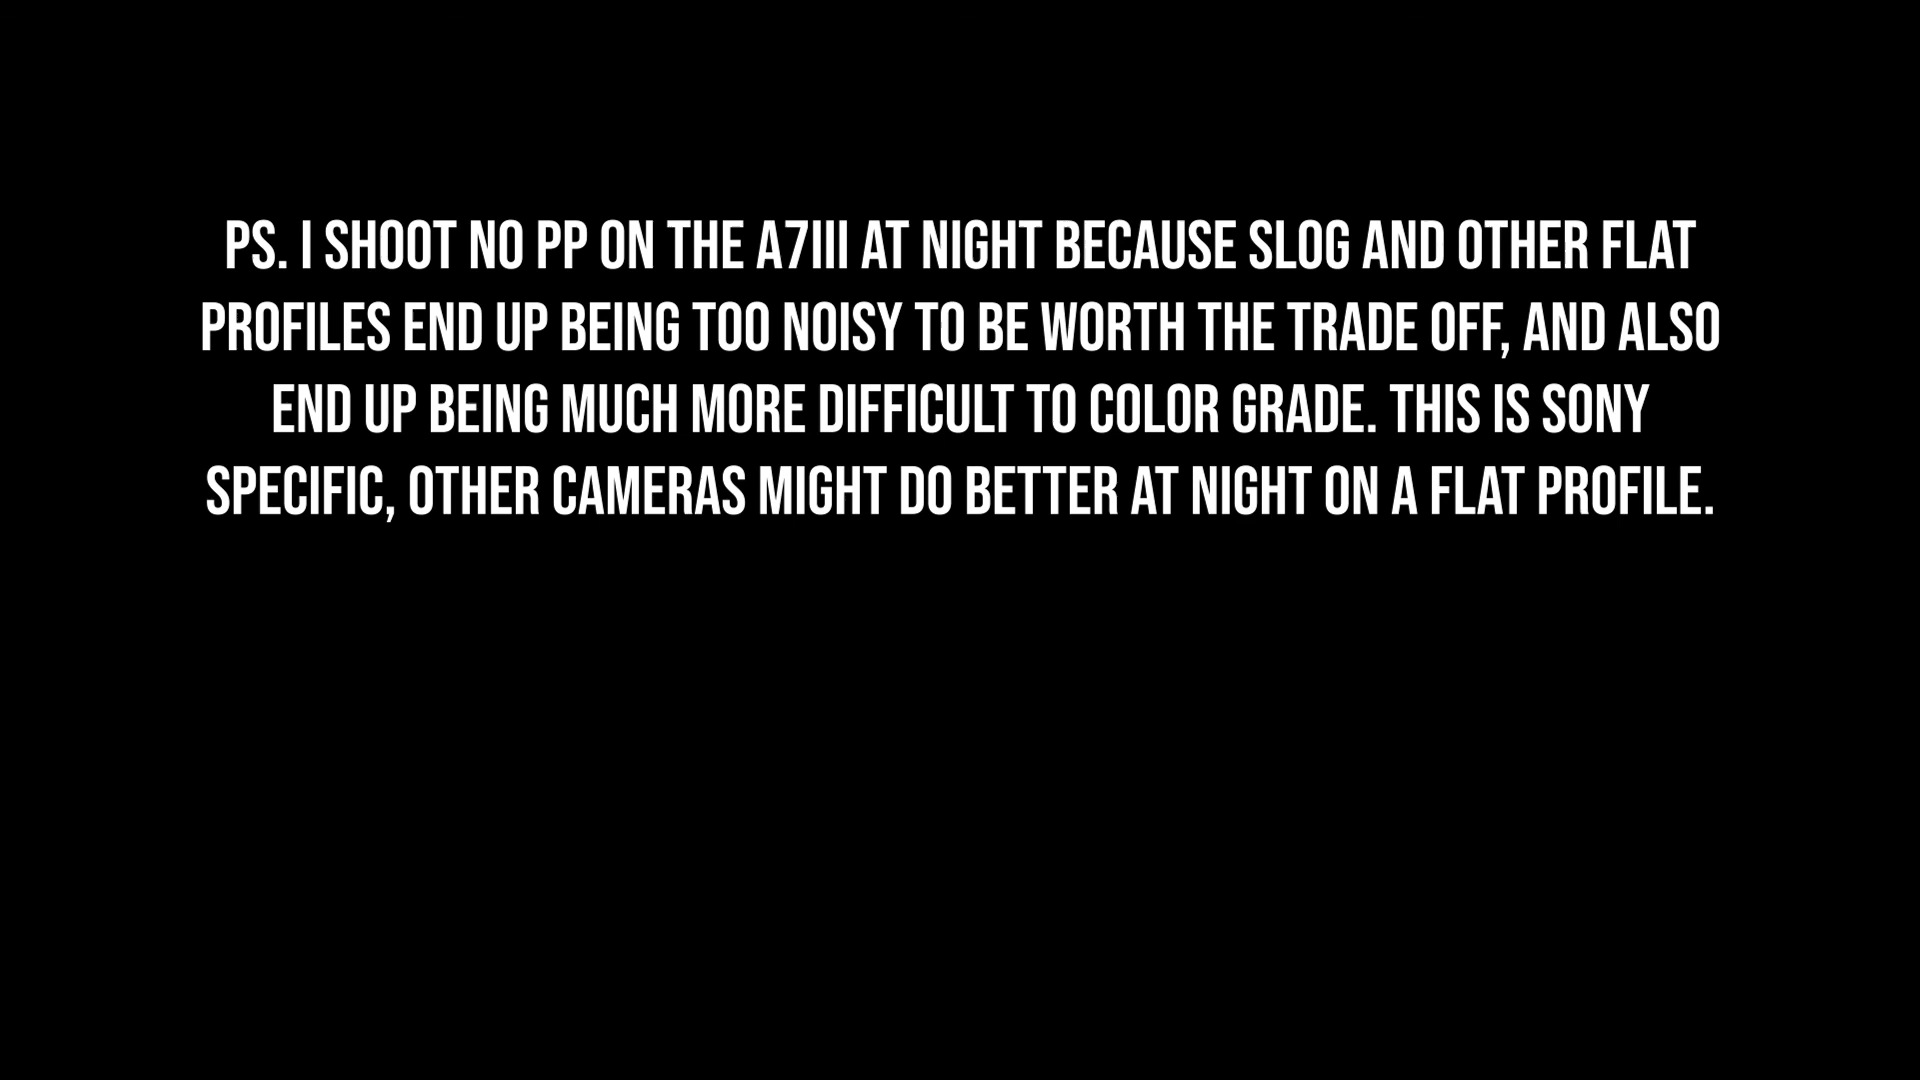 PS. I SHOOT NO PP ON THE A7III AT NIGHT BECAUSE SLOG AND OTHER FLAT
PROFILES END UP BEING TOO NOISY TO BE WORTH THE TRADE OFF, AND ALSO
END UP BEING MUCH MORE DIFFICULT TO COLOR GRADE. THIS IS SONY
SPECIFIC, OTHER CAMERAS MIGHT DO BETTER AT NIGHT ON A FLAT PROFILE.